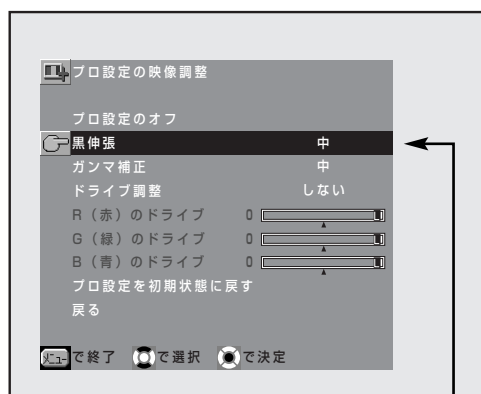 プロ設定の映像調整
プロ設定のオフ
黒伸張 中
ガンマ補正 中
ドライブ調整 しない
R（赤）のドライブ 0
G（緑）のドライブ 0
B（青）のドライブ 0
プロ設定を初期状態に戻す
戻る
メニューで終了 で選択 で決定